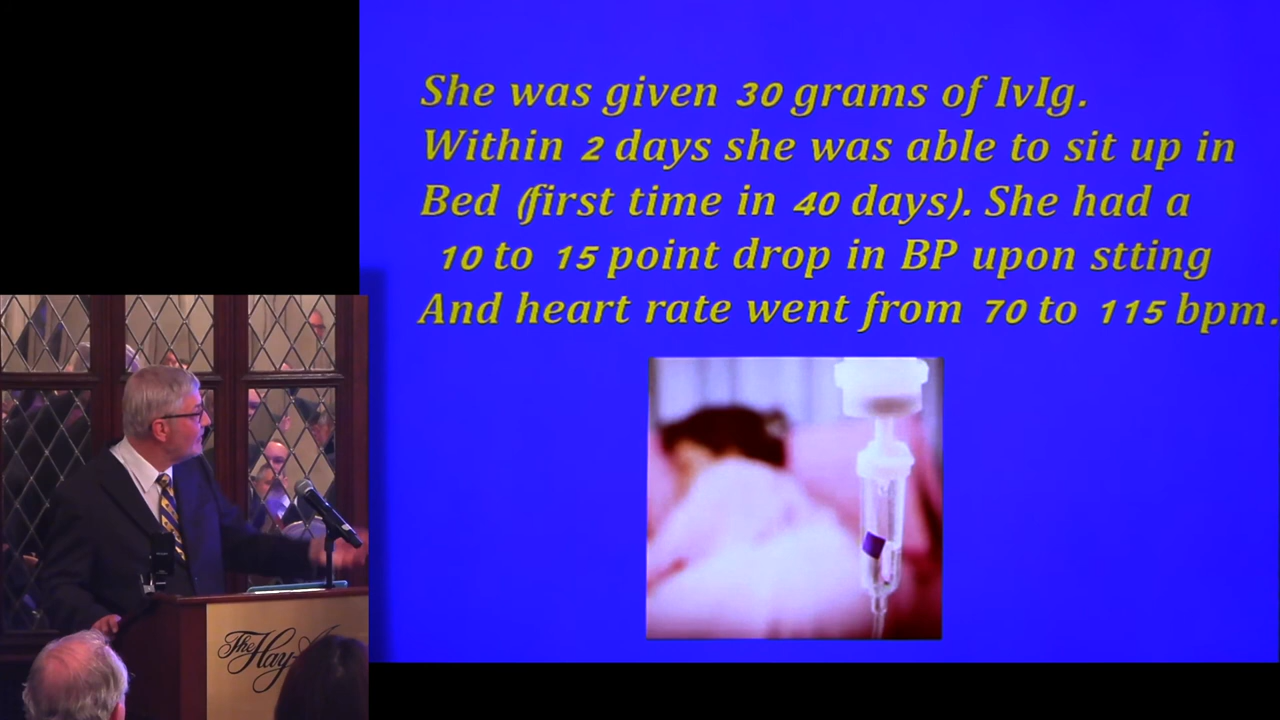 She was given 30 grams of IvIg.
Within 2 days she was able to sit up in
Bed (first time in 40 days). She had a
10 to 15 point drop in BP upon stting
And heart rate went from 70 to 115 bpm.
The Hay-